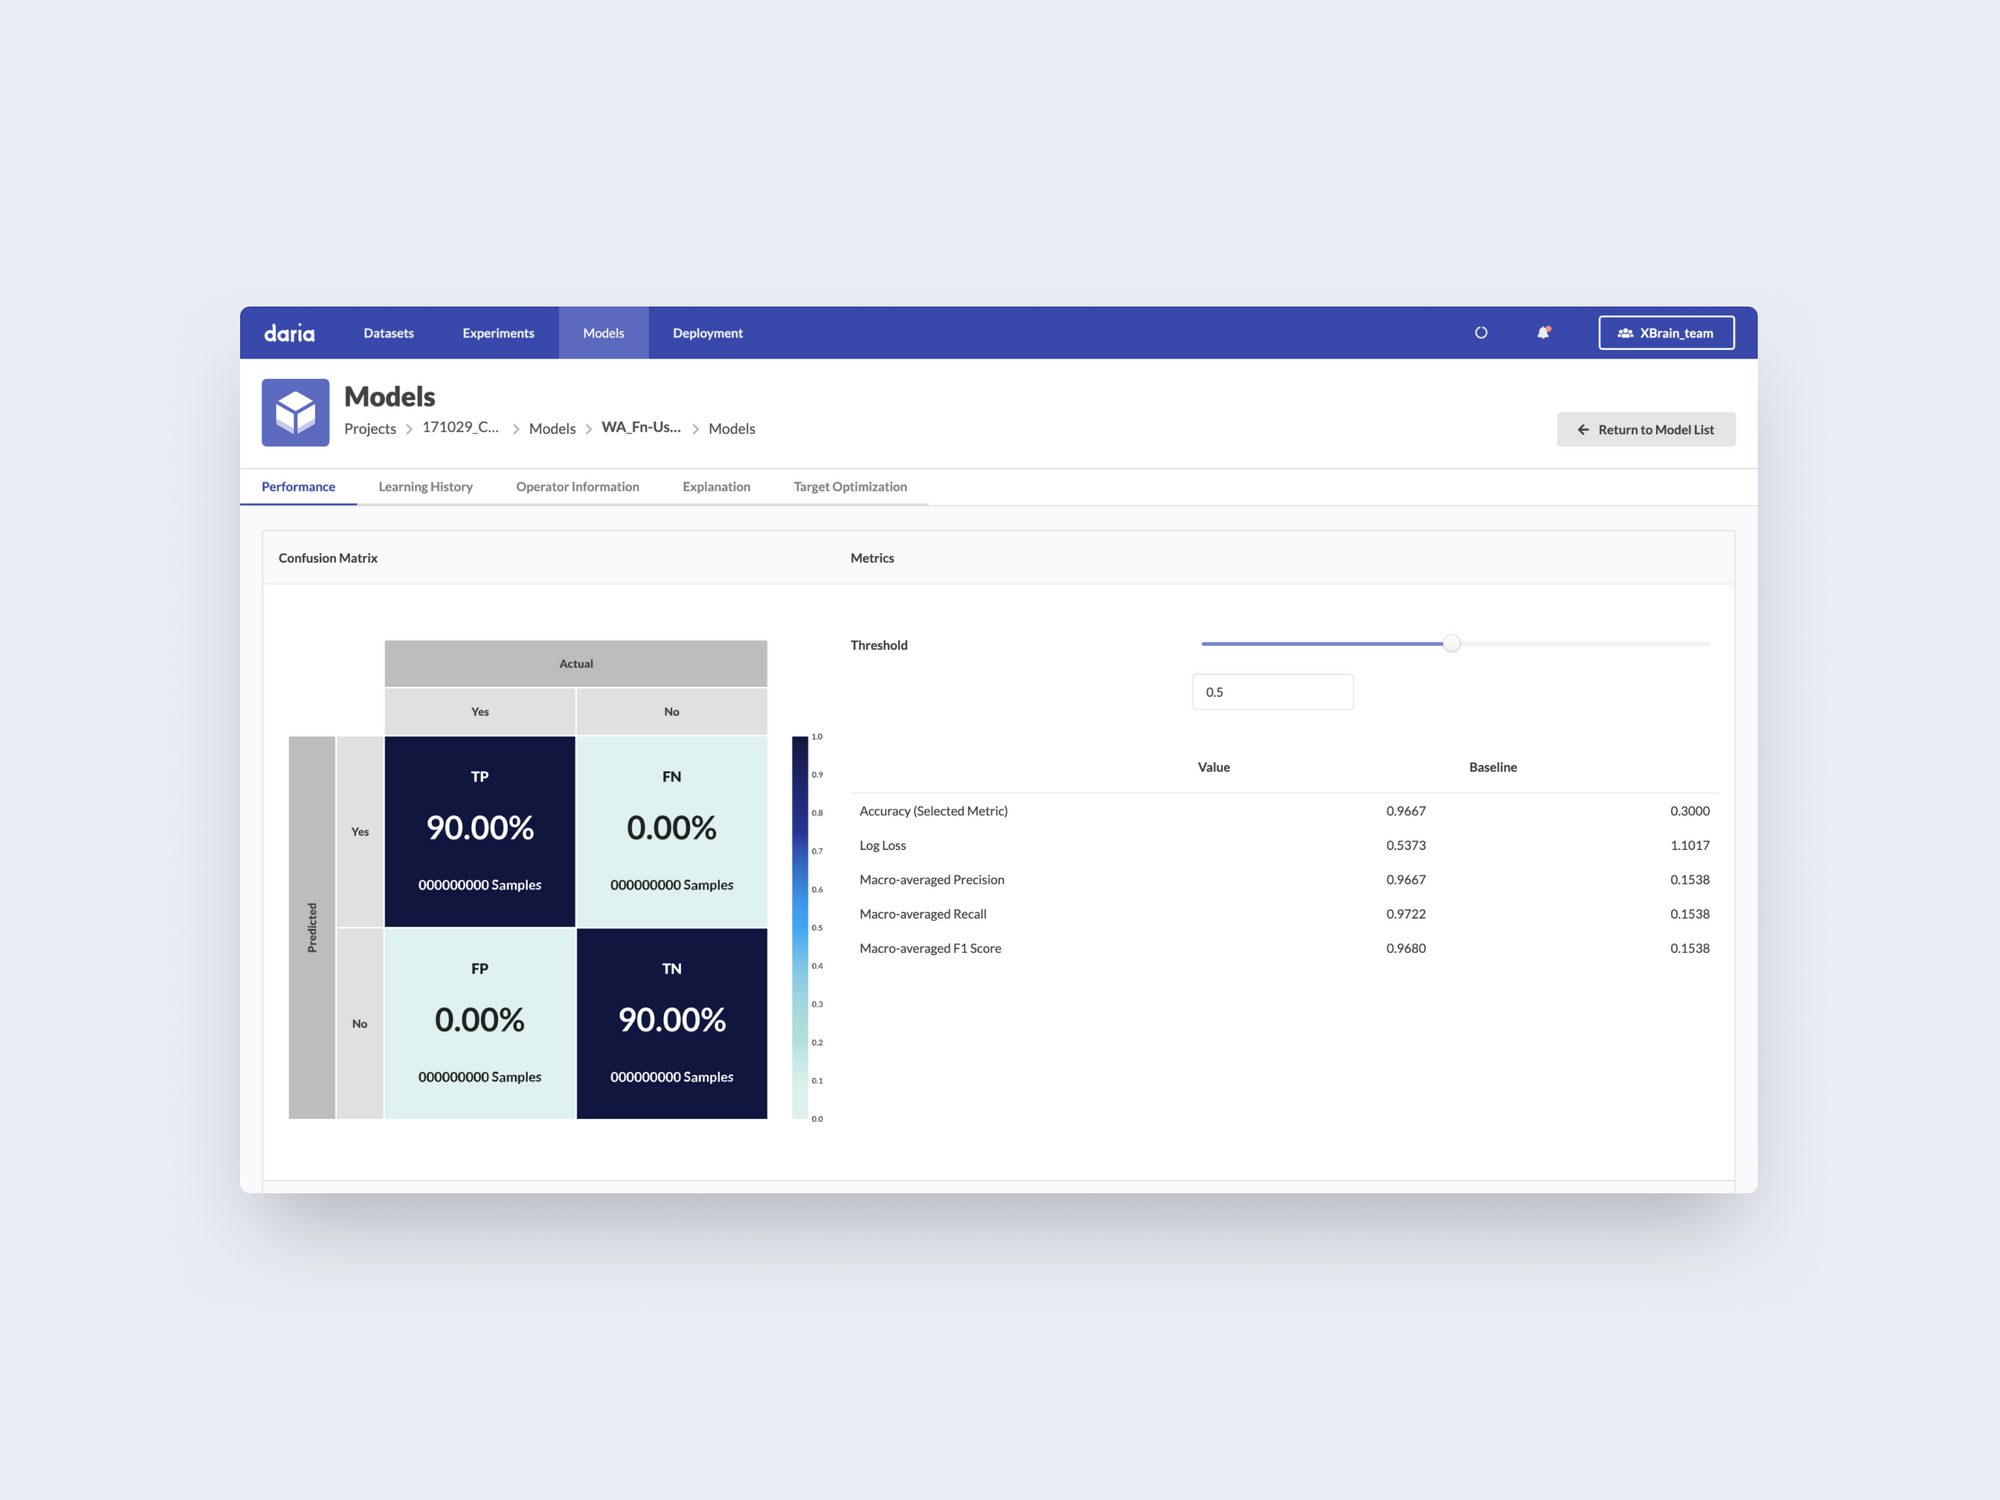 daria Datasets Experiments Models Deployment XBrain_team
Models
Projects > 171029_C... > Models > WA_Fn-Us... > Models
Return to Model List
Performance Learning History Operator Information Explanation Target Optimization
Confusion Matrix
Metrics
Actual
Yes No
Predicted
Yes
No
TP
90.00%
000000000 Samples
FN
0.00%
000000000 Samples
FP
0.00%
000000000 Samples
TN
90.00%
000000000 Samples
1.0
0.9
0.8
0.7
0.6
0.5
0.4
0.3
0.2
0.1
0.0
Threshold
0.5
Value Baseline
Accuracy (Selected Metric) 0.9667 0.3000
Log Loss 0.5373 1.1017
Macro-averaged Precision 0.9667 0.1538
Macro-averaged Recall 0.9722 0.1538
Macro-averaged F1 Score 0.9680 0.1538